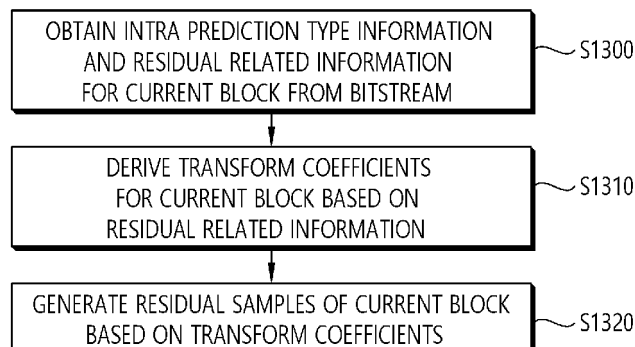 OBTAIN INTRA PREDICTION TYPE INFORMATION
AND RESIDUAL RELATED INFORMATION
FOR CURRENT BLOCK FROM BITSTREAM
S1300
DERIVE TRANSFORM COEFFICIENTS
FOR CURRENT BLOCK BASED ON
RESIDUAL RELATED INFORMATION
S1310
GENERATE RESIDUAL SAMPLES OF CURRENT BLOCK
BASED ON TRANSFORM COEFFICIENTS
S1320